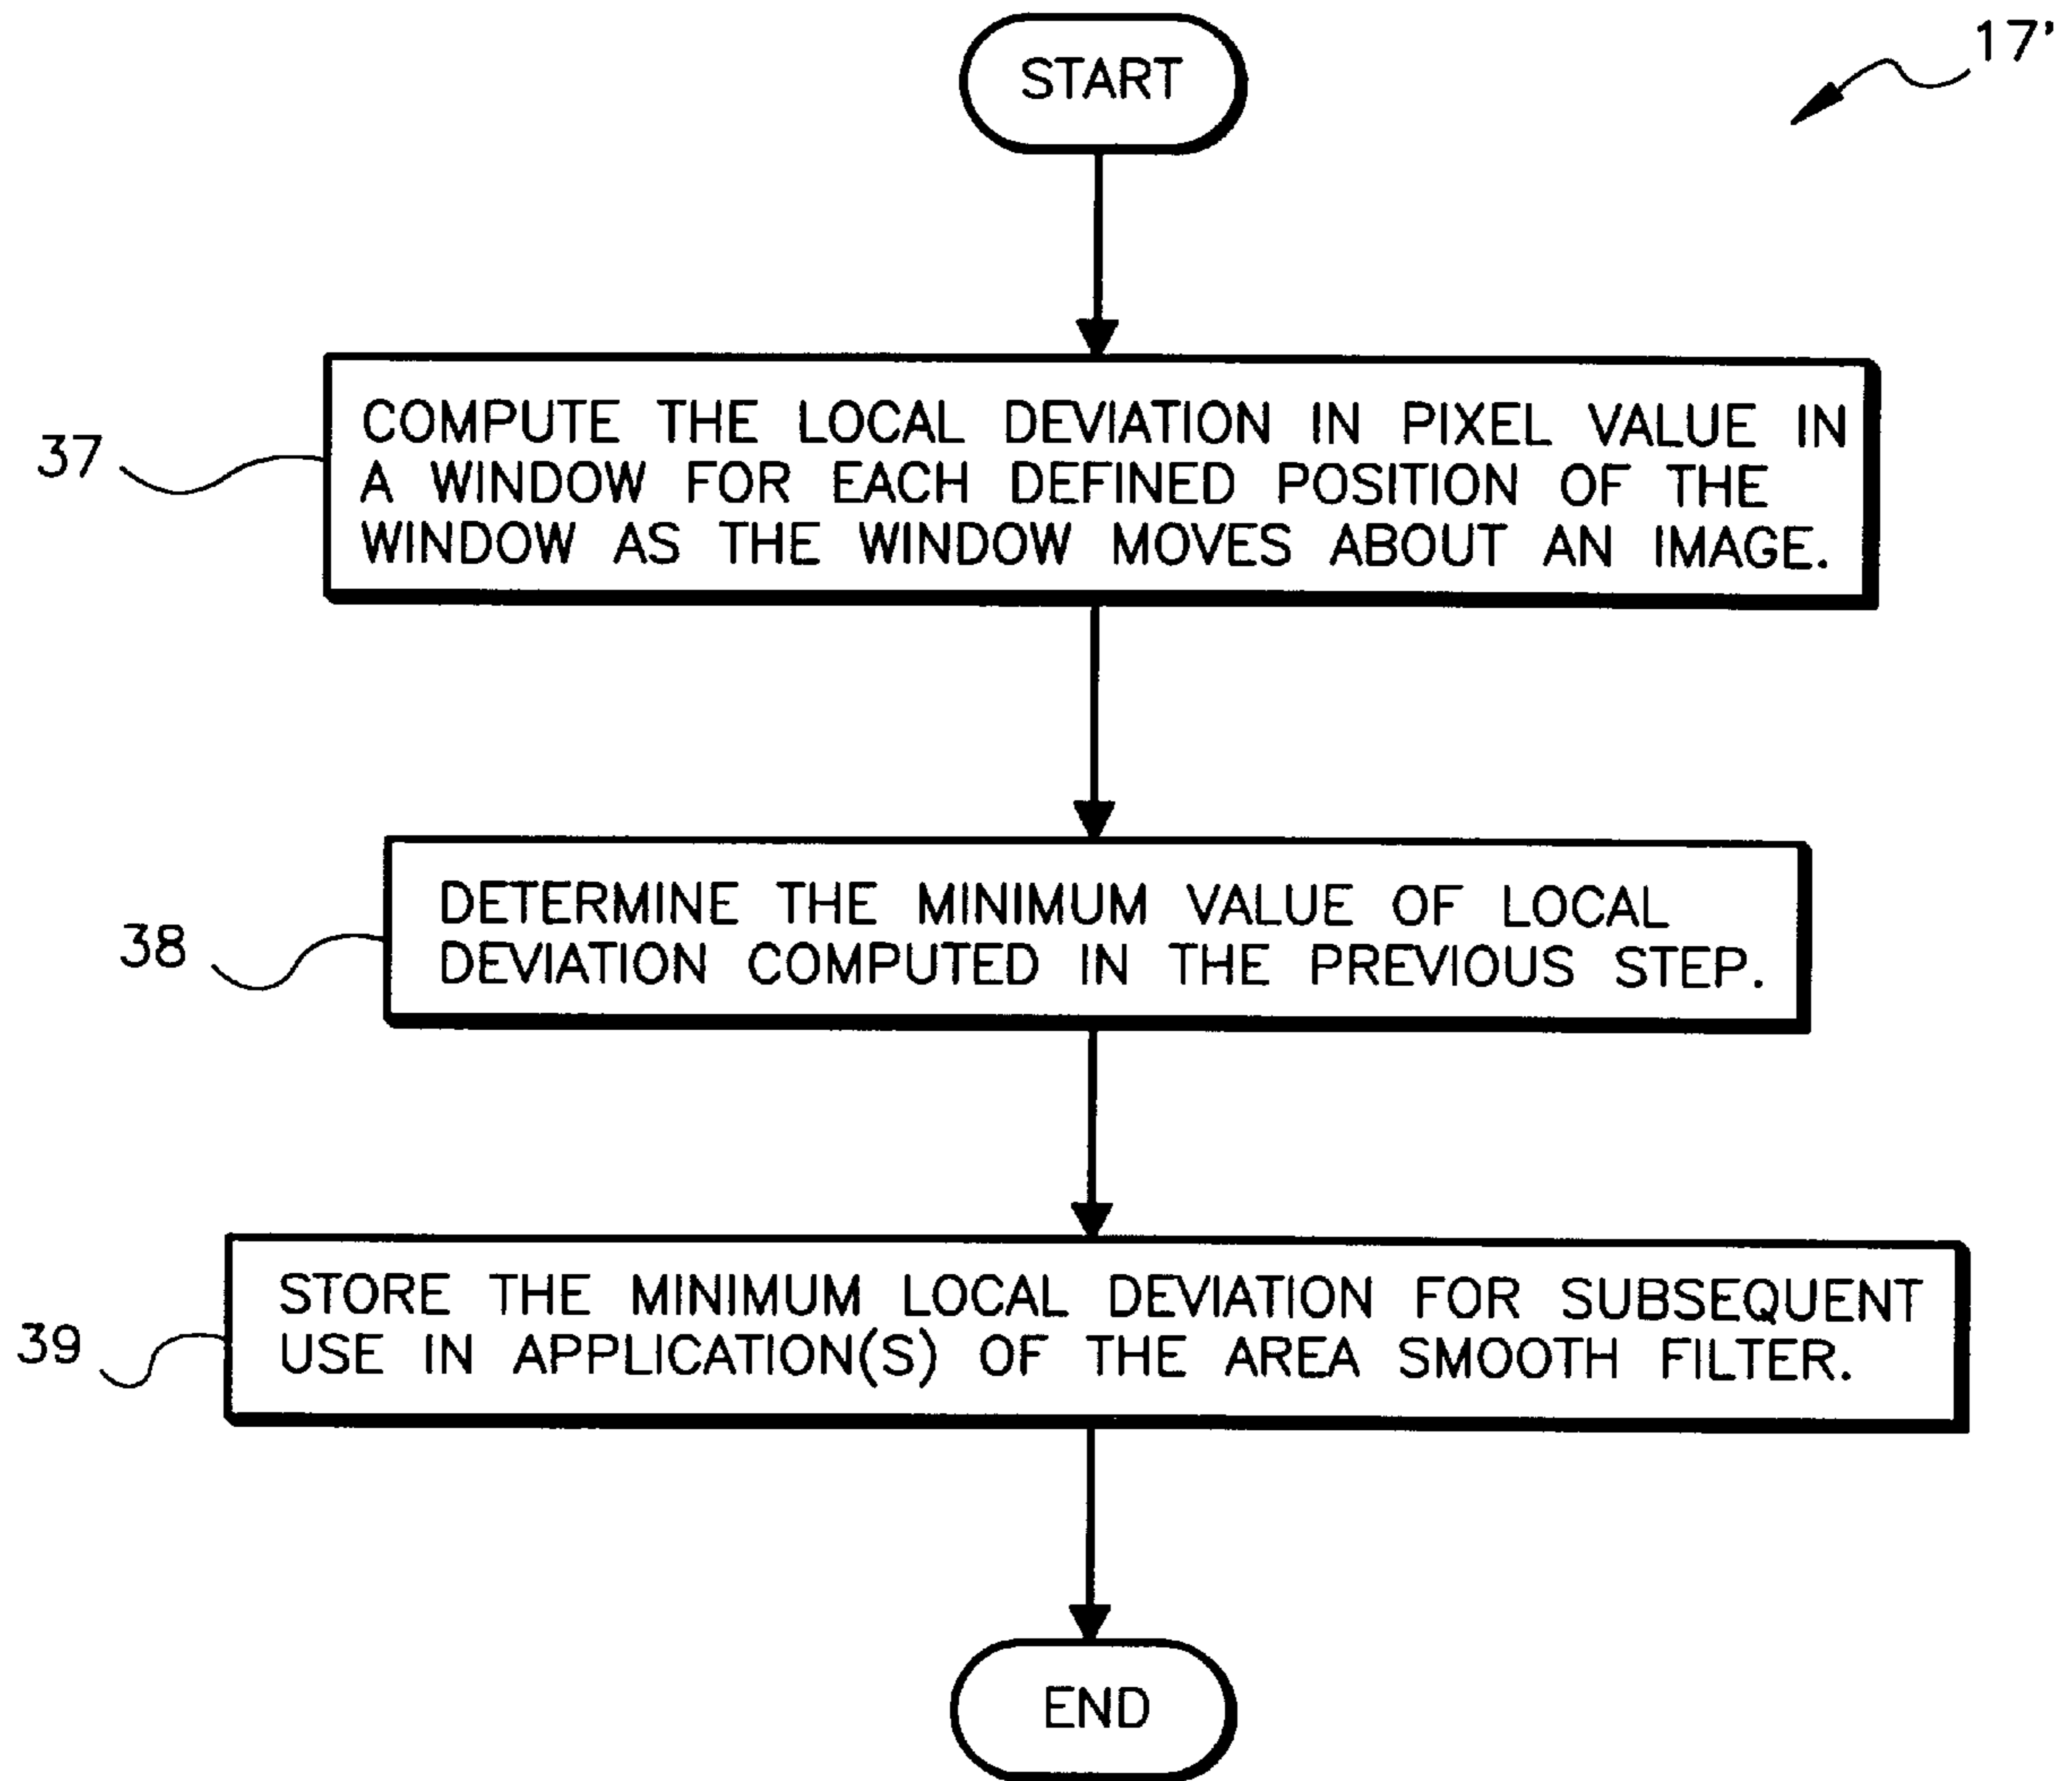 START
17'
37
COMPUTE THE LOCAL DEVIATION IN PIXEL VALUE IN
A WINDOW FOR EACH DEFINED POSITION OF THE
WINDOW AS THE WINDOW MOVES ABOUT AN IMAGE.
38
DETERMINE THE MINIMUM VALUE OF LOCAL
DEVIATION COMPUTED IN THE PREVIOUS STEP.
39
STORE THE MINIMUM LOCAL DEVIATION FOR SUBSEQUENT
USE IN APPLICATION(S) OF THE AREA SMOOTH FILTER.
END